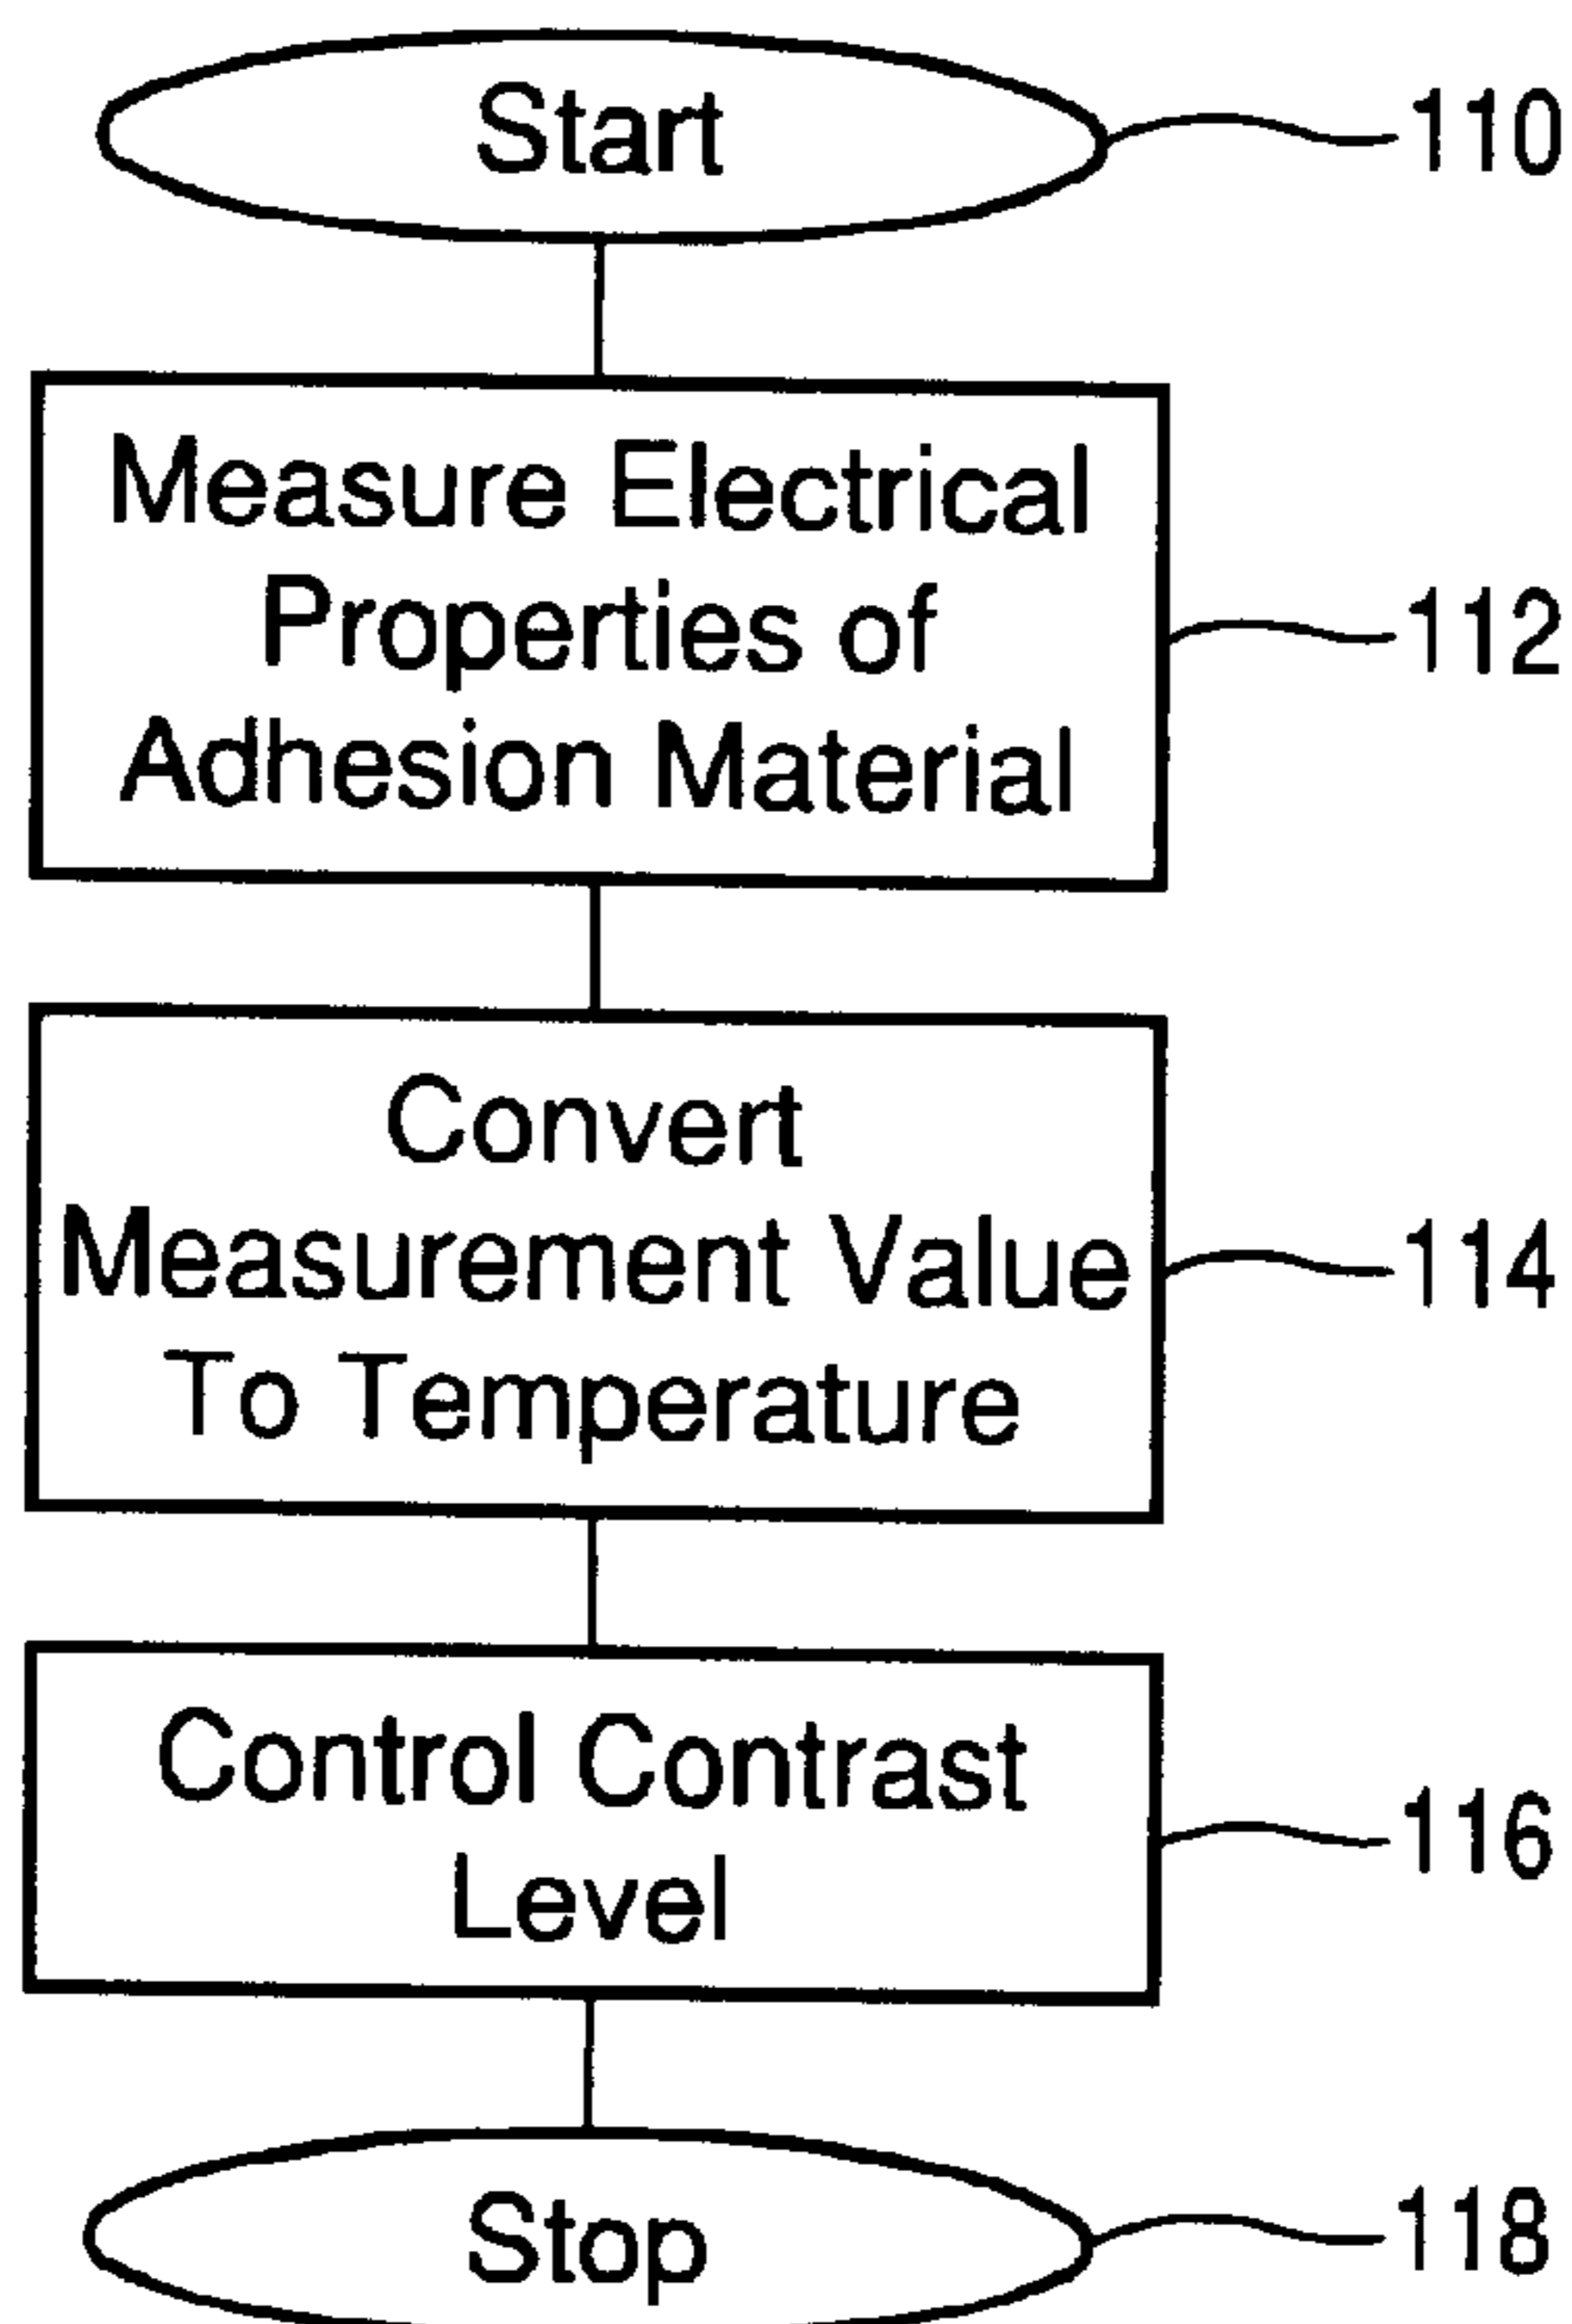 Start
110
Measure Electrical
Properties of
112
Adhesion Material
Convert
Measurement Value
114
To Temperature
Control Contrast
116
Level
Stop
118